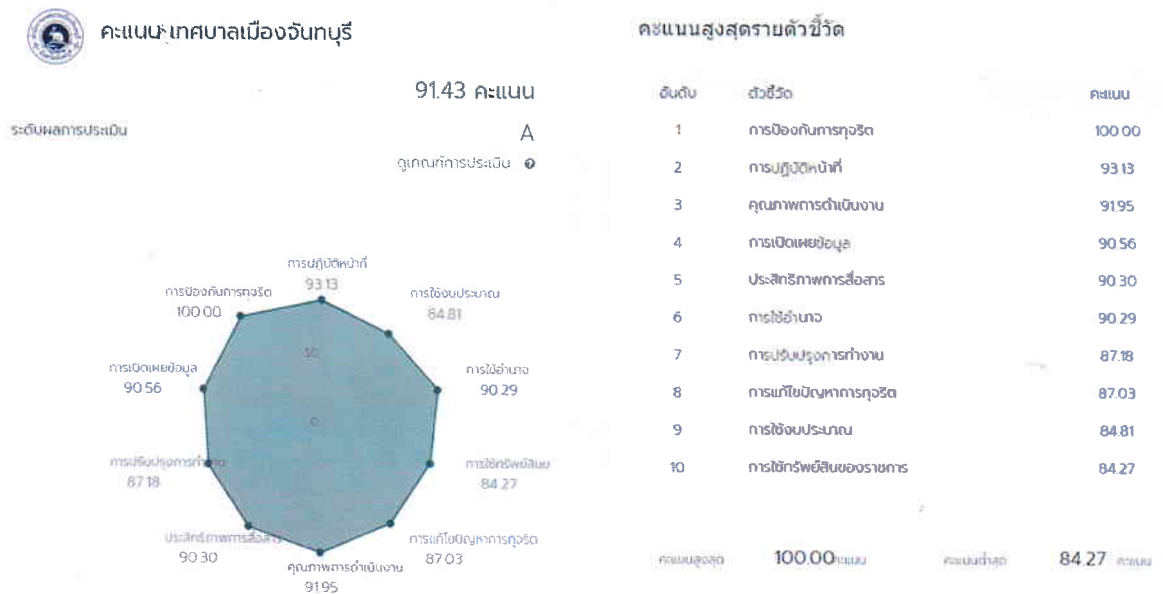 คะแนน เทศบาลเมืองจันทบุรี
91.43 คะแนน
ระดับผลการประเมิน
A
ดูเกณฑ์การประเมิน
การปฏิบัติหน้าที่
93.13
การป้องกันการทุจริต
100.00
การใช้งบประมาณ
84.81
50
การเปิดเผยข้อมูล
90.56
การใช้อำนาจ
90.29
0
การปรับปรุงการทำงาน
87.18
การใช้ทรัพย์สิน
84.27
ประสิทธิภาพการสื่อสาร
90.30
การแก้ไขปัญหาการทุจริต
87.03
คุณภาพการดำเนินงาน
91.95
คะแนนสูงสุดรายตัวชี้วัด
อันดับ ตัวชี้วัด คะแนน
1 การป้องกันการทุจริต 100.00
2 การปฏิบัติหน้าที่ 93.13
3 คุณภาพการดำเนินงาน 91.95
4 การเปิดเผยข้อมูล 90.56
5 ประสิทธิภาพการสื่อสาร 90.30
6 การใช้อำนาจ 90.29
7 การปรับปรุงการทำงาน 87.18
8 การแก้ไขปัญหาการทุจริต 87.03
9 การใช้งบประมาณ 84.81
10 การใช้ทรัพย์สินของราชการ 84.27
คะแนนสูงสุด 100.00 คะแนน คะแนนต่ำสุด 84.27 คะแนน